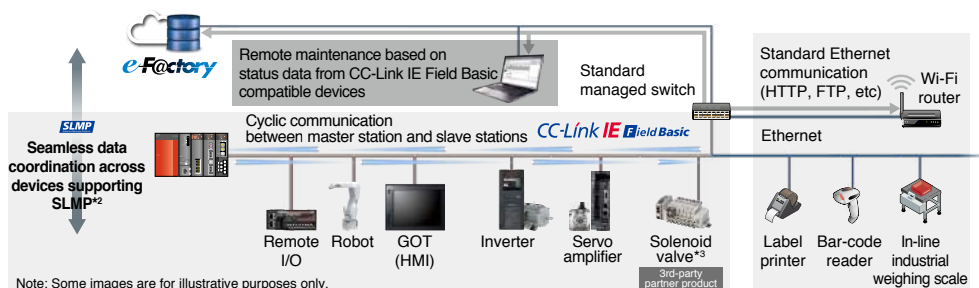 e-F@ctory
Remote maintenance based on
status data from CC-Link IE Field Basic
compatible devices
Standard
managed switch
Standard Ethernet
communication
(HTTP, FTP, etc)
Wi-Fi
router
SLMP
Seamless data
coordination across
devices supporting
SLMP*2
Cyclic communication
between master station and slave stations
CC-Link IE Field Basic
Ethernet
Remote
I/O
Robot
GOT
(HMI)
Inverter
Servo
amplifier
Solenoid
valve*3
3rd-party
partner product
Label
printer
Bar-code
reader
In-line
industrial
weighing scale
Note: Some images are for illustrative purposes only.